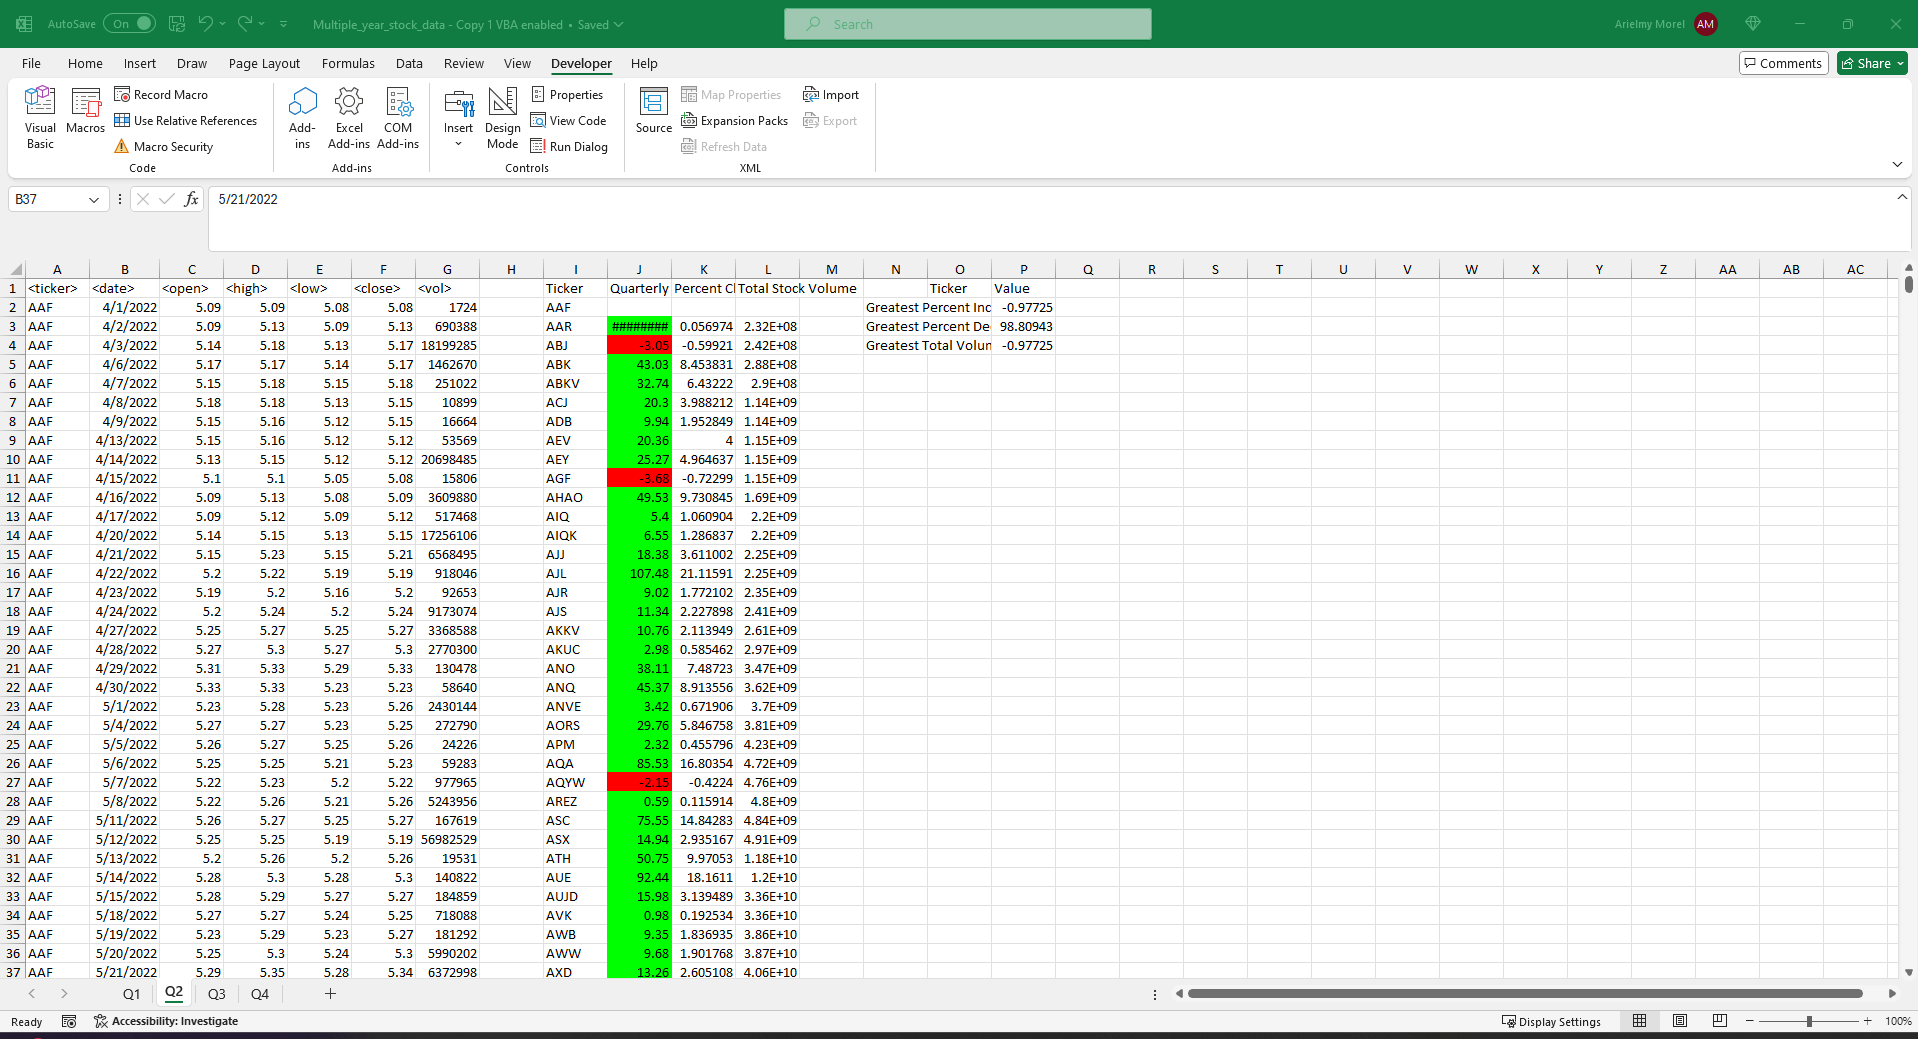 AutoSave On Multiple_year_stock_data - Copy 1 VBA enabled • Saved Search Arielmy Morel AM
File Home Insert Draw Page Layout Formulas Data Review View Developer Help Comments Share
Visual Basic
Macros
Record Macro
Use Relative References
Macro Security
Code
Add-ins
Excel Add-ins
COM Add-ins
Add-ins
Insert
Design Mode
Properties
View Code
Run Dialog
Controls
Source
Map Properties
Expansion Packs
Refresh Data
Import
Export
XML
B37 fx 5/21/2022
A B C D E F G H I J K L M N O P Q R S T U V W X Y Z AA AB AC
1 <ticker> <date> <open> <high> <low> <close> <vol> Ticker Quarterly Percent Cl Total Stock Volume Ticker Value
2 AAF 4/1/2022 5.09 5.09 5.08 5.08 1724 AAF Greatest Percent Inc -0.97725
3 AAF 4/2/2022 5.09 5.13 5.09 5.13 690388 AAR ######## 0.056974 2.32E+08 Greatest Percent De 98.80943
4 AAF 4/3/2022 5.14 5.18 5.13 5.17 18199285 ABJ -3.05 -0.59921 2.42E+08 Greatest Total Volun -0.97725
5 AAF 4/6/2022 5.17 5.17 5.14 5.17 1462670 ABK 43.03 8.453831 2.88E+08
6 AAF 4/7/2022 5.15 5.18 5.15 5.18 251022 ABKV 32.74 6.43222 2.9E+08
7 AAF 4/8/2022 5.18 5.18 5.13 5.15 10899 ACJ 20.3 3.988212 1.14E+09
8 AAF 4/9/2022 5.15 5.16 5.12 5.15 16664 ADB 9.94 1.952849 1.14E+09
9 AAF 4/13/2022 5.15 5.16 5.12 5.12 53569 AEV 20.36 4 1.15E+09
10 AAF 4/14/2022 5.13 5.15 5.12 5.12 20698485 AEY 25.27 4.964637 1.15E+09
11 AAF 4/15/2022 5.1 5.1 5.05 5.08 15806 AGF -3.68 -0.72299 1.15E+09
12 AAF 4/16/2022 5.09 5.13 5.08 5.09 3609880 AHAO 49.53 9.730845 1.69E+09
13 AAF 4/17/2022 5.09 5.12 5.09 5.12 517468 AIQ 5.4 1.060904 2.2E+09
14 AAF 4/20/2022 5.14 5.15 5.13 5.15 17256106 AIQK 6.55 1.286837 2.2E+09
15 AAF 4/21/2022 5.15 5.23 5.15 5.21 6568495 AJJ 18.38 3.611002 2.25E+09
16 AAF 4/22/2022 5.2 5.22 5.19 5.19 918046 AJL 107.48 21.11591 2.25E+09
17 AAF 4/23/2022 5.19 5.2 5.16 5.2 92653 AJR 9.02 1.772102 2.35E+09
18 AAF 4/24/2022 5.2 5.24 5.2 5.24 9173074 AJS 11.34 2.227898 2.41E+09
19 AAF 4/27/2022 5.25 5.27 5.25 5.27 3368588 AKKV 10.76 2.113949 2.61E+09
20 AAF 4/28/2022 5.27 5.3 5.27 5.3 2770300 AKUC 2.98 0.585462 2.97E+09
21 AAF 4/29/2022 5.31 5.33 5.29 5.33 130478 ANO 38.11 7.48723 3.47E+09
22 AAF 4/30/2022 5.33 5.33 5.23 5.23 58640 ANQ 45.37 8.913556 3.62E+09
23 AAF 5/1/2022 5.23 5.28 5.23 5.26 2430144 ANVE 3.42 0.671906 3.7E+09
24 AAF 5/4/2022 5.27 5.27 5.23 5.25 272790 AORS 29.76 5.846758 3.81E+09
25 AAF 5/5/2022 5.26 5.27 5.25 5.26 24226 APM 2.32 0.455796 4.23E+09
26 AAF 5/6/2022 5.25 5.25 5.21 5.23 59283 AQA 85.53 16.80354 4.72E+09
27 AAF 5/7/2022 5.22 5.23 5.2 5.22 977965 AQYW -2.15 -0.4224 4.76E+09
28 AAF 5/8/2022 5.22 5.26 5.21 5.26 5243956 AREZ 0.59 0.115914 4.8E+09
29 AAF 5/11/2022 5.26 5.27 5.25 5.27 167619 ASC 75.55 14.84283 4.84E+09
30 AAF 5/12/2022 5.25 5.25 5.19 5.19 56982529 ASX 14.94 2.935167 4.91E+09
31 AAF 5/13/2022 5.2 5.26 5.2 5.26 19531 ATH 50.75 9.97053 1.18E+10
32 AAF 5/14/2022 5.28 5.3 5.28 5.3 140822 AUE 92.44 18.1611 1.2E+10
33 AAF 5/15/2022 5.28 5.29 5.27 5.27 184859 AUJD 15.98 3.139489 3.36E+10
34 AAF 5/18/2022 5.27 5.27 5.24 5.25 718088 AVK 0.98 0.192534 3.36E+10
35 AAF 5/19/2022 5.23 5.29 5.23 5.27 181292 AWB 9.35 1.836935 3.86E+10
36 AAF 5/20/2022 5.25 5.3 5.24 5.3 5990202 AWW 9.68 1.901768 3.87E+10
37 AAF 5/21/2022 5.29 5.35 5.28 5.34 6372998 AXD 13.26 2.605108 4.06E+10
Q1 Q2 Q3 Q4
Ready Accessibility: Investigate Display Settings 100%